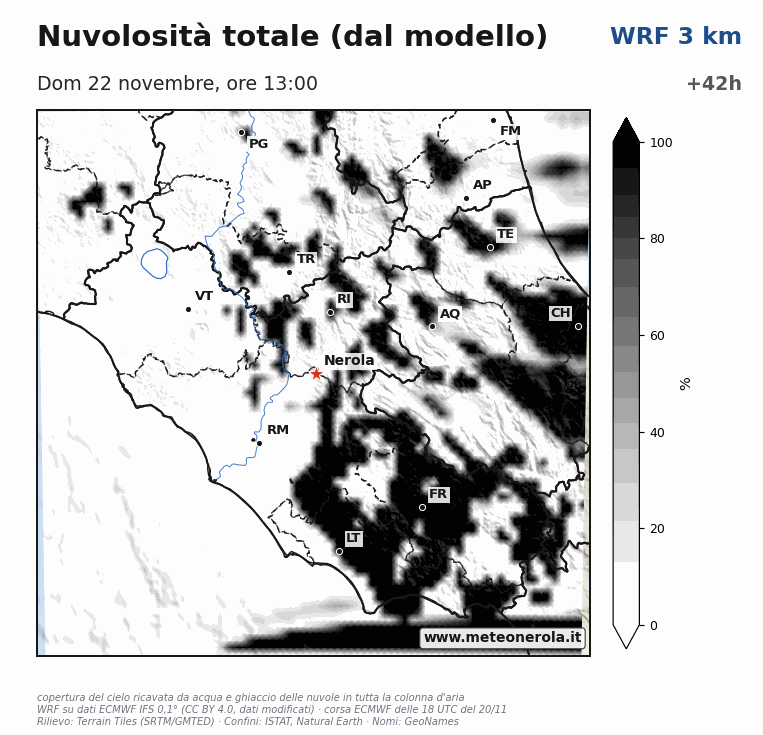 Nuvolosità totale (dal modello)
WRF 3 km
Dom 22 novembre, ore 13:00
+42h
FM
PG
AP
TE
TR
RI
VT
AQ
CH
Nerola
RM
FR
LT
www.meteonerola.it
100
80
60
40
20
0
%
copertura del cielo ricavata da acqua e ghiaccio delle nuvole in tutta la colonna d'aria
WRF su dati ECMWF IFS 0,1° (CC BY 4.0, dati modificati) · corsa ECMWF delle 18 UTC del 20/11
Rilievo: Terrain Tiles (SRTM/GMTED) · Confini: ISTAT, Natural Earth · Nomi: GeoNames